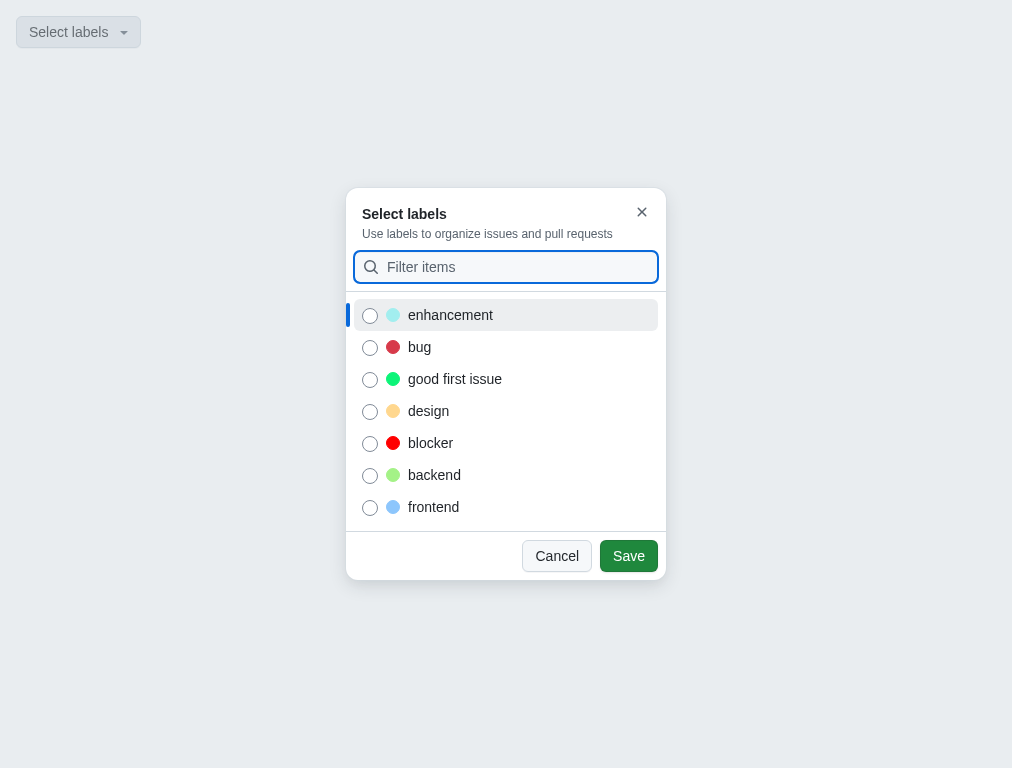 Select labels
Select labels
Use labels to organize issues and pull requests
Filter items
enhancement
bug
good first issue
design
blocker
backend
frontend
Cancel Save